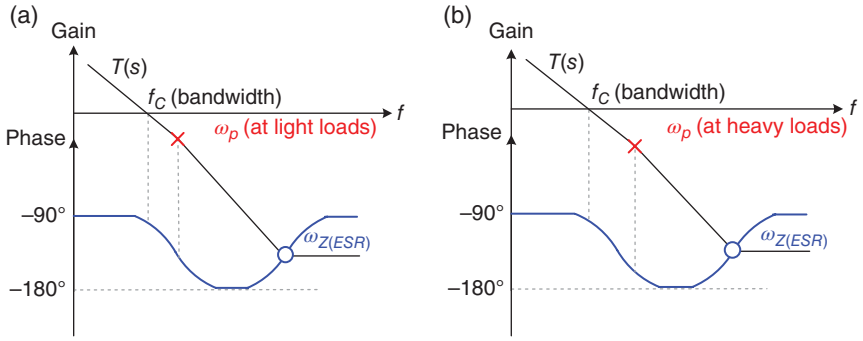 (a)
Gain
T(s)
f_C (bandwidth)
f
ω_p (at light loads)
Phase
–90°
ω_Z(ESR)
–180°
(b)
Gain
T(s)
f_C (bandwidth)
f
ω_p (at heavy loads)
Phase
–90°
ω_Z(ESR)
–180°